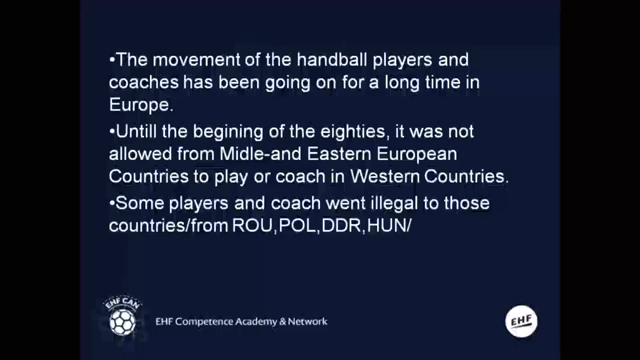 •The movement of the handball players and
coaches has been going on for a long time in
Europe.
•Untill the begining of the eighties, it was not
allowed from Midle-and Eastern European
Countries to play or coach in Western Countries.
•Some players and coach went illegal to those
countries/from ROU,POL,DDR,HUN/
EHF CAN
EHF Competence Academy & Network
EHF